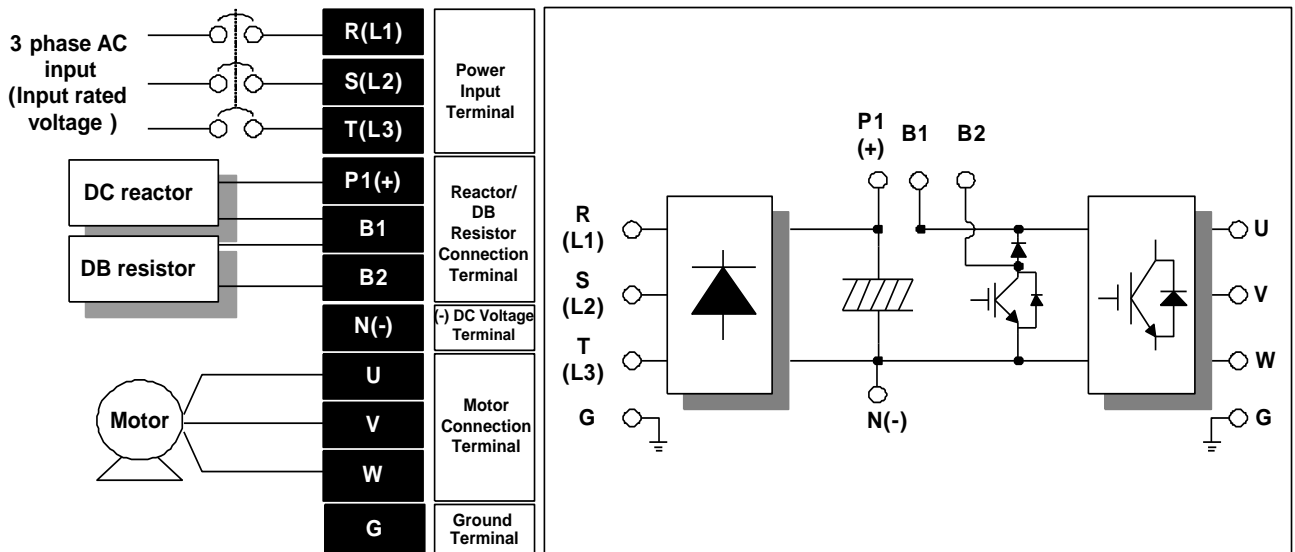 3 phase AC
input
(Input rated
voltage )
R(L1)
S(L2)
T(L3)
Power
Input
Terminal
DC reactor
DB resistor
P1(+)
B1
B2
Reactor/
DB
Resistor
Connection
Terminal
N(-)
(-) DC Voltage
Terminal
Motor
U
V
W
Motor
Connection
Terminal
G
Ground
Terminal
P1
(+)
B1
B2
R
(L1)
S
(L2)
T
(L3)
G
N(-)
U
V
W
G